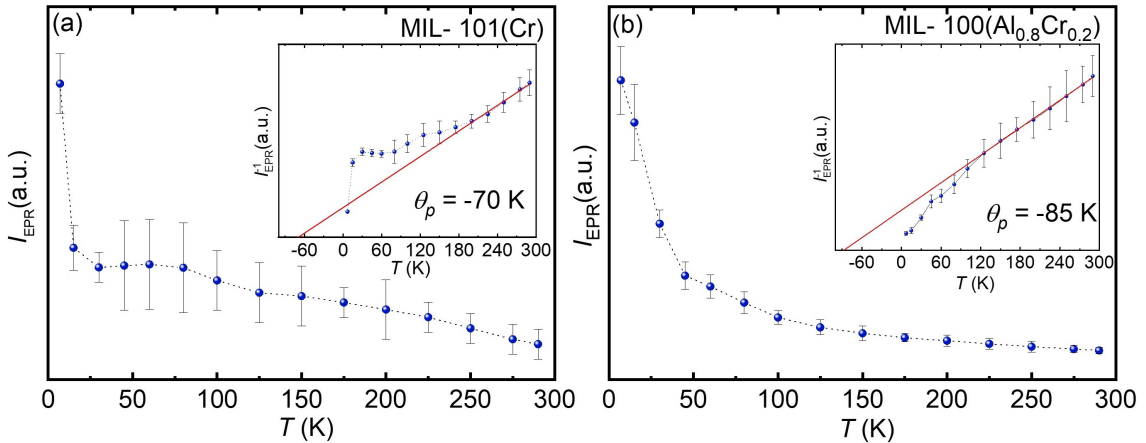 (a)
MIL- 101(Cr)
I_EPR(a.u.)
I^-1_EPR(a.u.)
θ_p = -70 K
-60 0 60 120 180 240 300
T (K)
0 50 100 150 200 250 300
T (K)
(b)
MIL- 100(Al_0.8Cr_0.2)
I_EPR(a.u.)
I^-1_EPR(a.u.)
θ_p = -85 K
-60 0 60 120 180 240 300
T (K)
0 50 100 150 200 250 300
T (K)